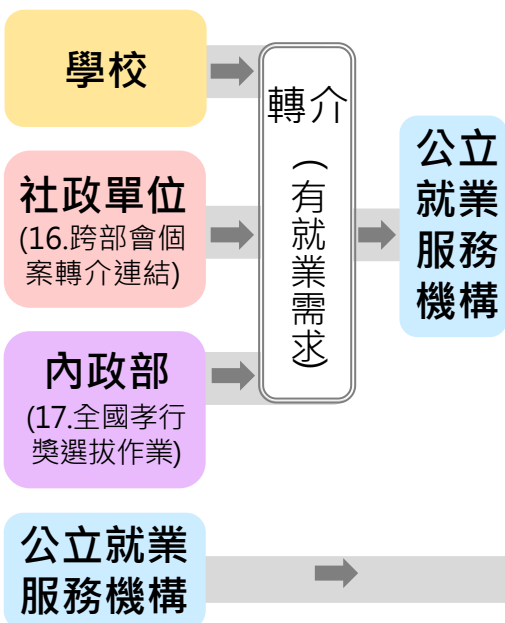 學校
社政單位
(16.跨部會個
案轉介連結)
內政部
(17.全國孝行
獎選拔作業)
轉介
（有就業需求）
公立
就業
服務
機構
公立就業
服務機構